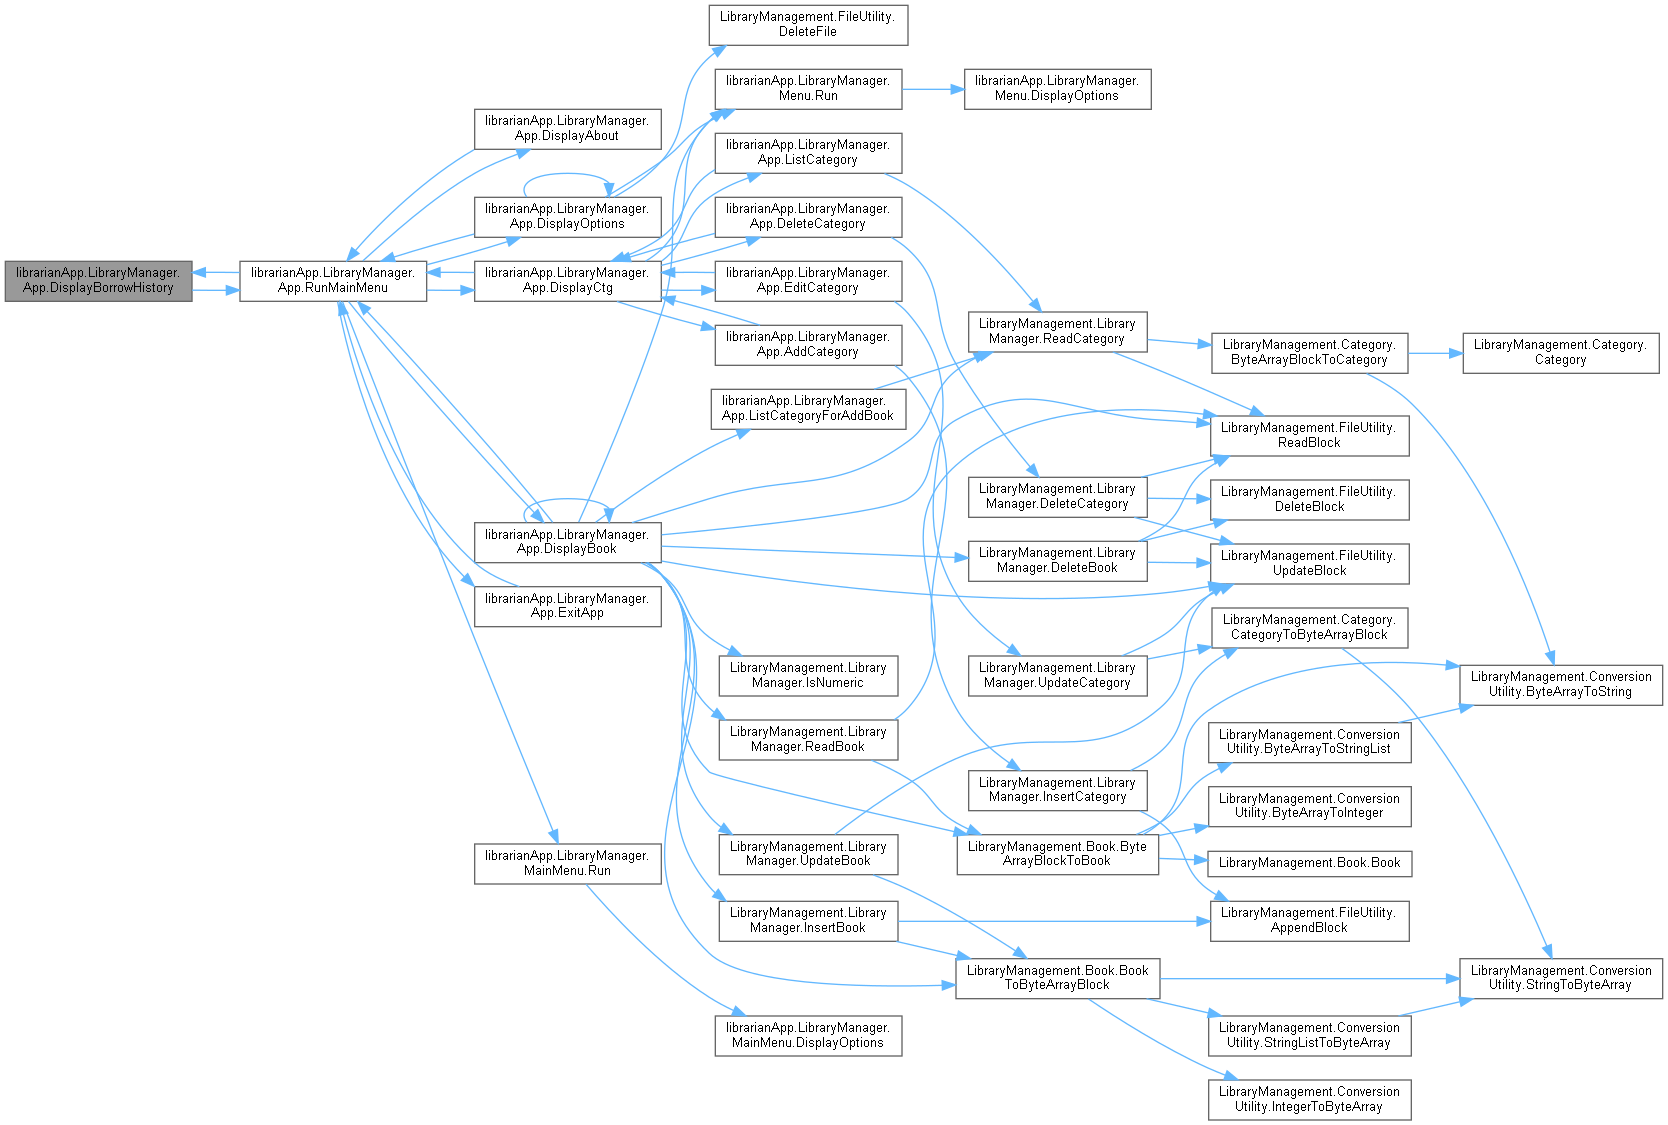 LibraryManagement.FileUtility.
DeleteFile
librarianApp.LibraryManager.
Menu.Run
librarianApp.LibraryManager.
Menu.DisplayOptions
librarianApp.LibraryManager.
App.DisplayAbout
librarianApp.LibraryManager.
App.ListCategory
librarianApp.LibraryManager.
App.DisplayOptions
librarianApp.LibraryManager.
App.DeleteCategory
librarianApp.LibraryManager.
App.DisplayBorrowHistory
librarianApp.LibraryManager.
App.RunMainMenu
librarianApp.LibraryManager.
App.DisplayCtg
librarianApp.LibraryManager.
App.EditCategory
librarianApp.LibraryManager.
App.AddCategory
LibraryManagement.Library
Manager.ReadCategory
LibraryManagement.Category.
ByteArrayBlockToCategory
LibraryManagement.Category.
Category
librarianApp.LibraryManager.
App.ListCategoryForAddBook
LibraryManagement.FileUtility.
ReadBlock
LibraryManagement.Library
Manager.DeleteCategory
LibraryManagement.FileUtility.
DeleteBlock
librarianApp.LibraryManager.
App.DisplayBook
LibraryManagement.Library
Manager.DeleteBook
LibraryManagement.FileUtility.
UpdateBlock
librarianApp.LibraryManager.
App.ExitApp
LibraryManagement.Category.
CategoryToByteArrayBlock
LibraryManagement.Library
Manager.IsNumeric
LibraryManagement.Library
Manager.UpdateCategory
LibraryManagement.Conversion
Utility.ByteArrayToString
LibraryManagement.Library
Manager.ReadBook
LibraryManagement.Conversion
Utility.ByteArrayToStringList
LibraryManagement.Library
Manager.InsertCategory
LibraryManagement.Conversion
Utility.ByteArrayToInteger
librarianApp.LibraryManager.
MainMenu.Run
LibraryManagement.Library
Manager.UpdateBook
LibraryManagement.Book.Byte
ArrayBlockToBook
LibraryManagement.Book.Book
LibraryManagement.Library
Manager.InsertBook
LibraryManagement.FileUtility.
AppendBlock
LibraryManagement.Book.Book
ToByteArrayBlock
LibraryManagement.Conversion
Utility.StringToByteArray
librarianApp.LibraryManager.
MainMenu.DisplayOptions
LibraryManagement.Conversion
Utility.StringListToByteArray
LibraryManagement.Conversion
Utility.IntegerToByteArray